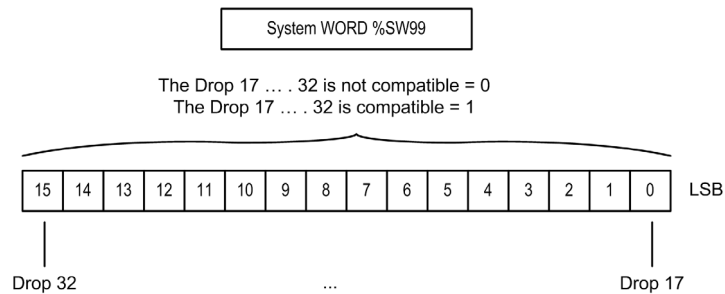 System WORD %SW99
The Drop 17 ... . 32 is not compatible = 0
The Drop 17 ... . 32 is compatible = 1
15 14 13 12 11 10 9 8 7 6 5 4 3 2 1 0 LSB
Drop 32 ... Drop 17